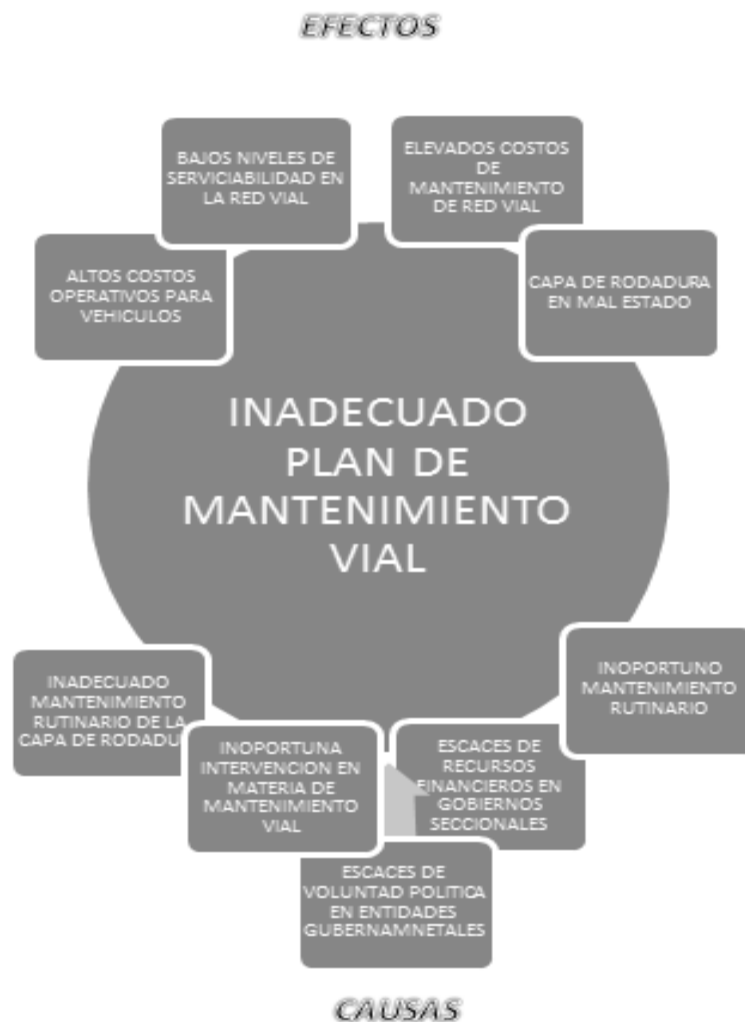 EFECTOS
BAJOS NIVELES DE
SERVICIABILIDAD EN
LA RED VIAL
ELEVADOS COSTOS
DE
MANTENIMIENTO
DE RED VIAL
ALTOS COSTOS
OPERATIVOS PARA
VEHICULOS
CAPA DE RODADURA
EN MAL ESTADO
INADECUADO
PLAN DE
MANTENIMIENTO
VIAL
INADECUADO
MANTENIMIENTO
RUTINARIO DE LA
CAPA DE RODADUR
INOPORTUNO
MANTENIMIENTO
RUTINARIO
INOPORTUNA
INTERVENCION EN
MATERIA DE
MANTENIMIENTO
VIAL
ESCACES DE
RECURSOS
FINANCIEROS EN
GOBIERNOS
SECCIONALES
ESCACES DE
VOLUNTAD POLITICA
EN ENTIDADES
GUBERNAMNETALES
CAUSAS